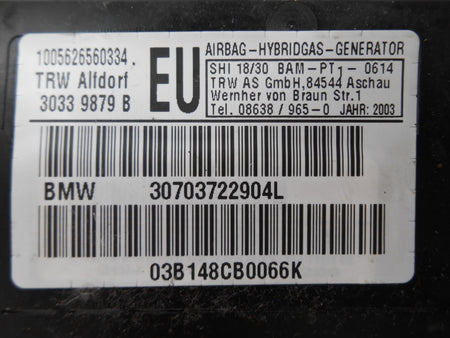 1005626560334.
TRW Alfdorf
3033 9879 B
EU
AIRBAG-HYBRIDGAS-GENERATOR
SHI 18/30 BAM-PT1-0614
TRW AS GmbH,84544 Aschau
Wernher von Braun Str.1
Tel. 08638/965-0 JAHR: 2003
BMW 30703722904L
03B148CB0066K